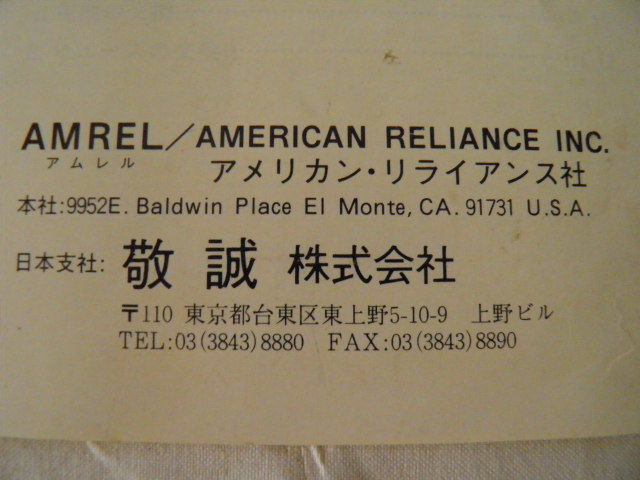 AMREL/AMERICAN RELIANCE INC.
アムレル アメリカン・リライアンス社
本社:9952E. Baldwin Place El Monte, CA. 91731 U.S.A.
日本支社: 敬誠 株式会社
〒110 東京都台東区東上野5-10-9 上野ビル
TEL:03(3843)8880 FAX:03(3843)8890